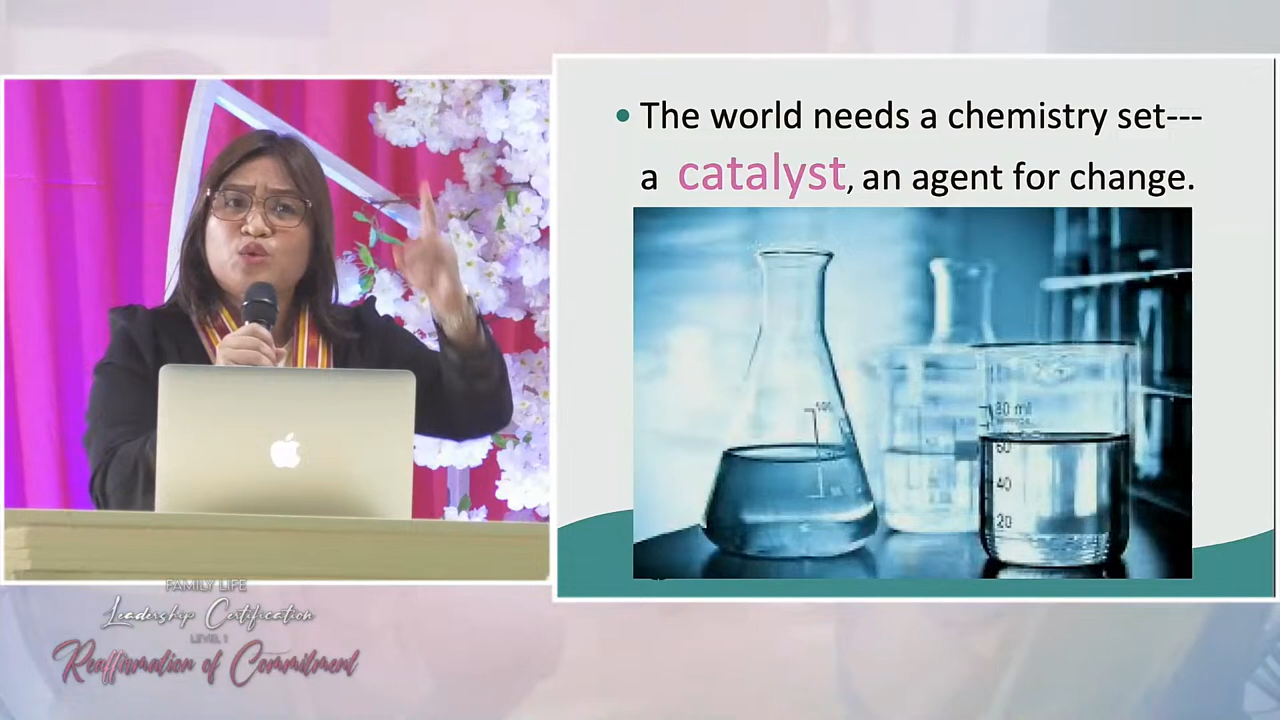 • The world needs a chemistry set---
a catalyst, an agent for change.
80 ml
60
40
20
FAMILY LIFE
Leadership Certification
LEVEL 1
Reaffirmation of Commitment